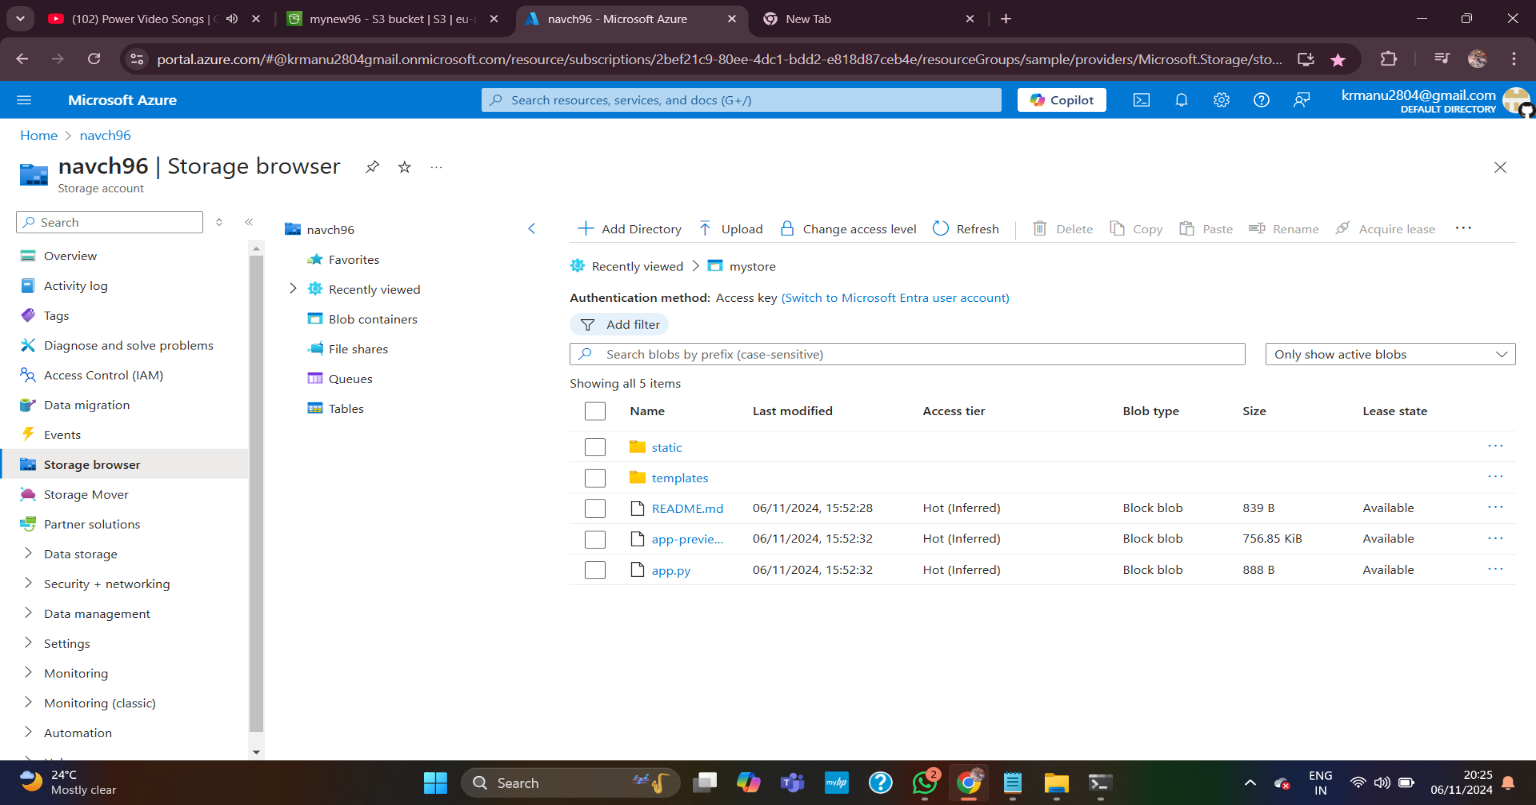 (102) Power Video Songs |
mynew96 - S3 bucket | S3 | eu-
navch96 - Microsoft Azure
New Tab
portal.azure.com/#@krmanu2804gmail.onmicrosoft.com/resource/subscriptions/2bef21c9-80ee-4dc1-bdd2-e818d87ceb4e/resourceGroups/sample/providers/Microsoft.Storage/sto...
Microsoft Azure
Search resources, services, and docs (G+/)
Copilot
krmanu2804@gmail.com
DEFAULT DIRECTORY
Home > navch96
navch96 | Storage browser
Storage account
Search
Overview
Activity log
Tags
Diagnose and solve problems
Access Control (IAM)
Data migration
Events
Storage browser
Storage Mover
Partner solutions
Data storage
Security + networking
Data management
Settings
Monitoring
Monitoring (classic)
Automation
navch96
Favorites
Recently viewed
Blob containers
File shares
Queues
Tables
Add Directory Upload Change access level Refresh Delete Copy Paste Rename Acquire lease
Recently viewed > mystore
Authentication method: Access key (Switch to Microsoft Entra user account)
Add filter
Search blobs by prefix (case-sensitive)
Only show active blobs
Showing all 5 items
Name Last modified Access tier Blob type Size Lease state
static
templates
README.md 06/11/2024, 15:52:28 Hot (Inferred) Block blob 839 B Available
app-previe... 06/11/2024, 15:52:32 Hot (Inferred) Block blob 756.85 KiB Available
app.py 06/11/2024, 15:52:32 Hot (Inferred) Block blob 888 B Available
24°C
Mostly clear
Search
myhp
2
ENG
IN
20:25
06/11/2024